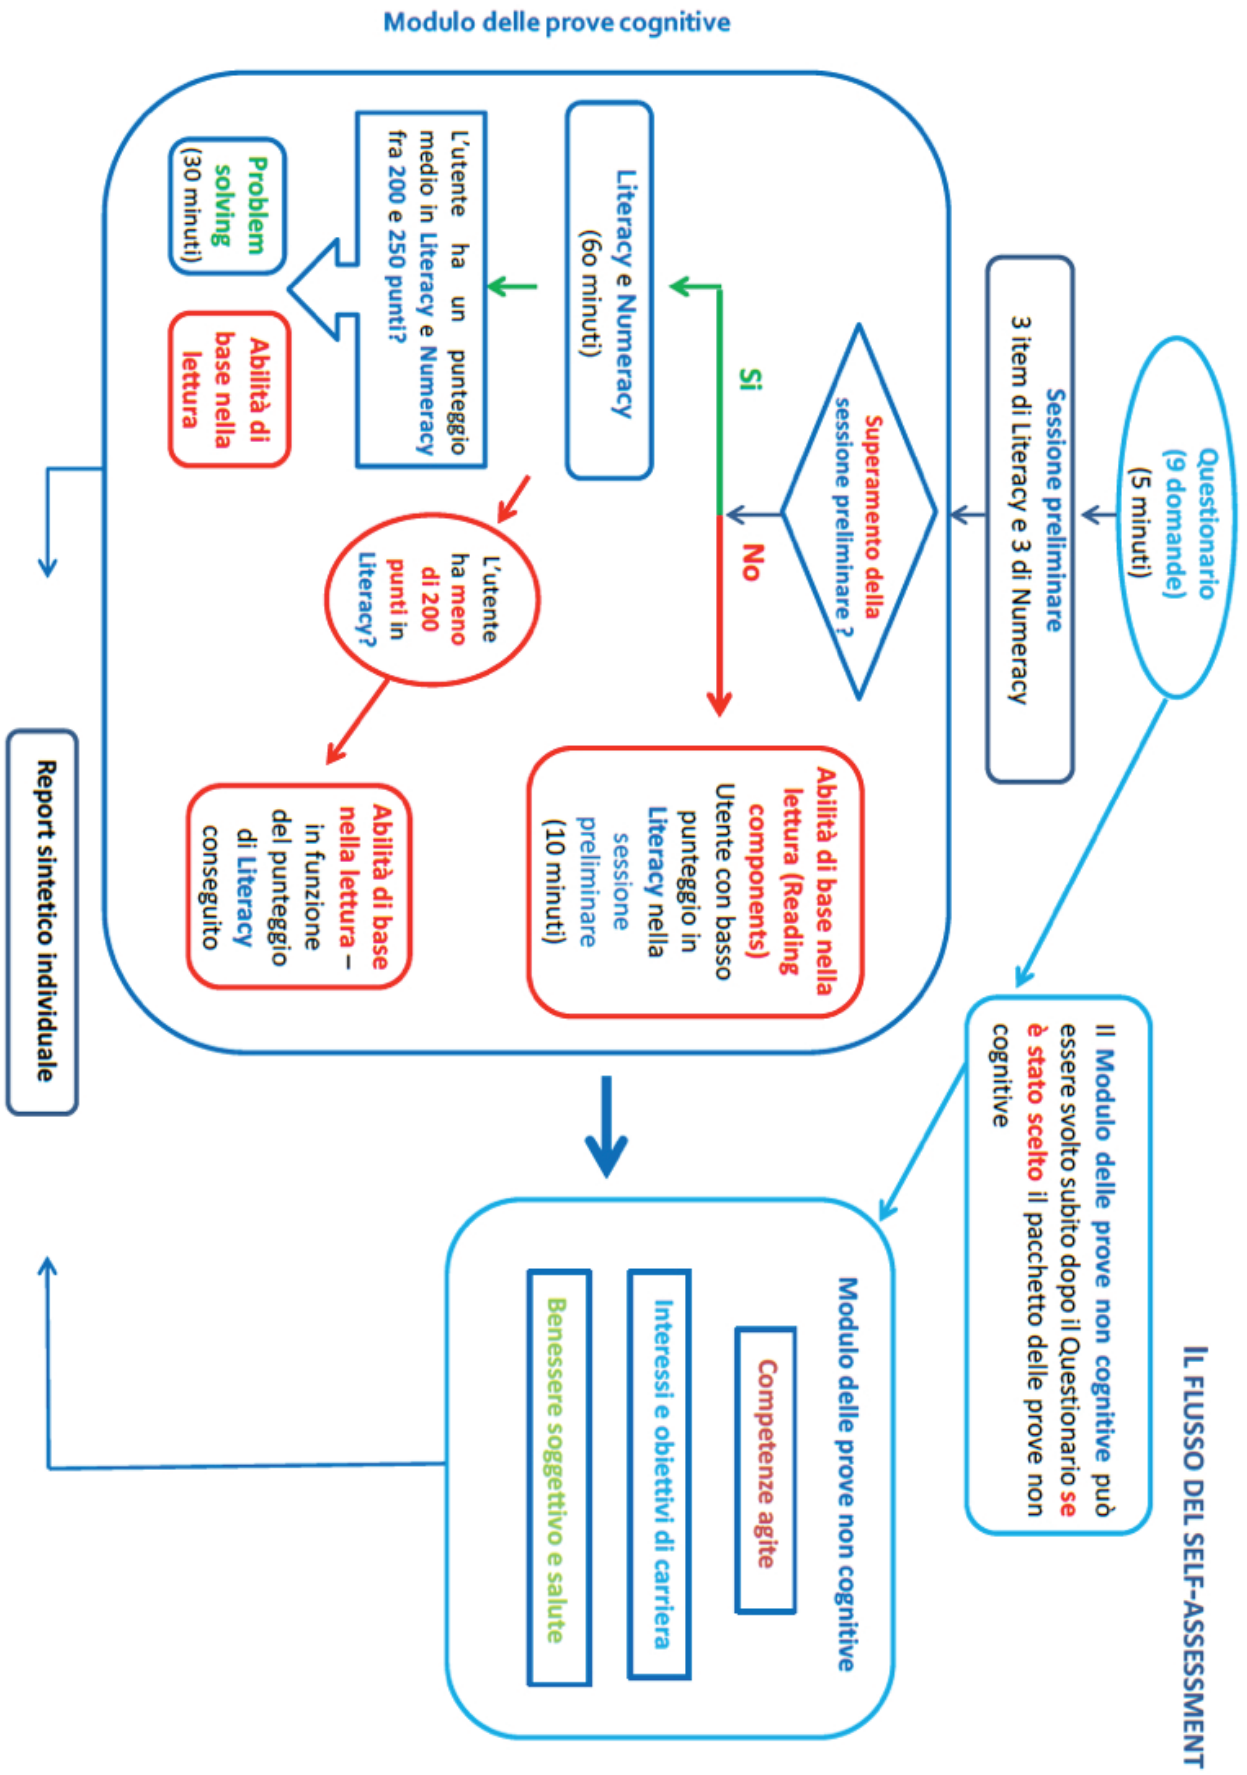 IL FLUSSO DEL SELF-ASSESSMENT
Questionario
(9 domande)
(5 minuti)
Sessione preliminare
3 item di Literacy e 3 di Numeracy
Il Modulo delle prove non cognitive può
essere svolto subito dopo il Questionario se
è stato scelto il pacchetto delle prove non
cognitive
Modulo delle prove cognitive
Superamento della
sessione preliminare ?
Si
No
Literacy e Numeracy
(60 minuti)
Abilità di base nella
lettura (Reading
components)
Utente con basso
punteggio in
Literacy nella
sessione
preliminare
(10 minuti)
L'utente ha un punteggio
medio in Literacy e Numeracy
fra 200 e 250 punti?
L'utente
ha meno
di 200
punti in
Literacy?
Problem
solving
(30 minuti)
Abilità di
base nella
lettura
Abilità di base
nella lettura –
in funzione
del punteggio
di Literacy
conseguito
Modulo delle prove non cognitive
Competenze agite
Interessi e obiettivi di carriera
Benessere soggettivo e salute
Report sintetico individuale